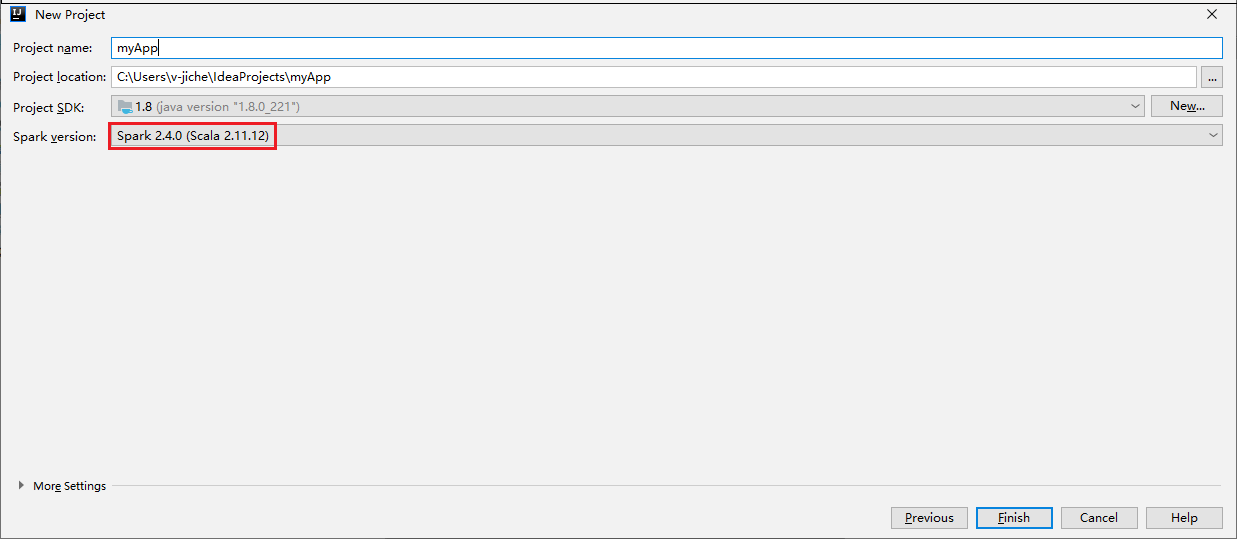 IJ New Project
Project name: myApp
Project location: C:\Users\v-jiche\IdeaProjects\myApp ...
Project SDK: 1.8 (java version "1.8.0_221") New...
Spark version: Spark 2.4.0 (Scala 2.11.12)
More Settings
Previous Finish Cancel Help